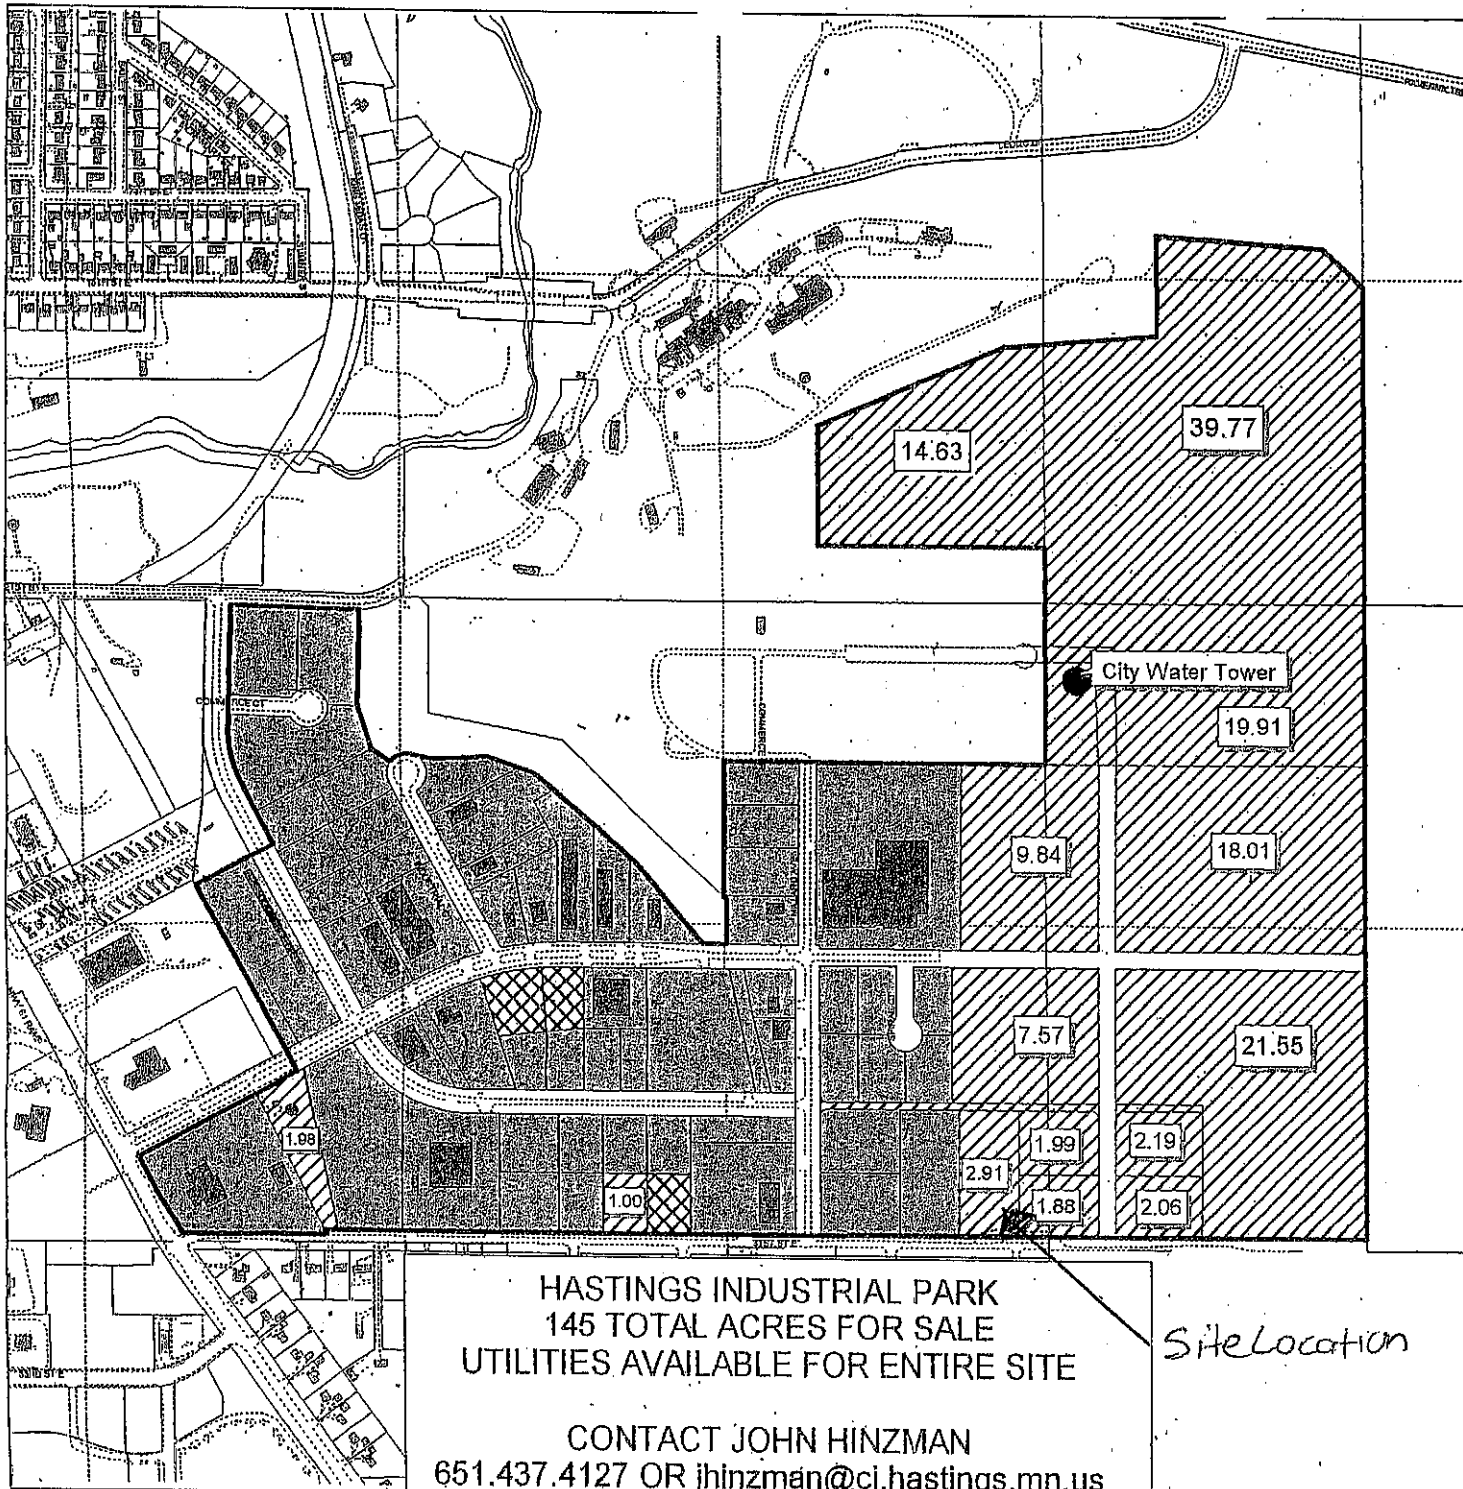 14.63
39.77
City Water Tower
19.91
COMMERCE CT
COMMERCE
9.84
18.01
7.57
21.55
1.98
1.99
2.19
2.91
1.00
1.88
2.06
HASTINGS INDUSTRIAL PARK
145 TOTAL ACRES FOR SALE
UTILITIES AVAILABLE FOR ENTIRE SITE
Site Location
CONTACT JOHN HINZMAN
651.437.4127 OR jhinzman@ci.hastings.mn.us